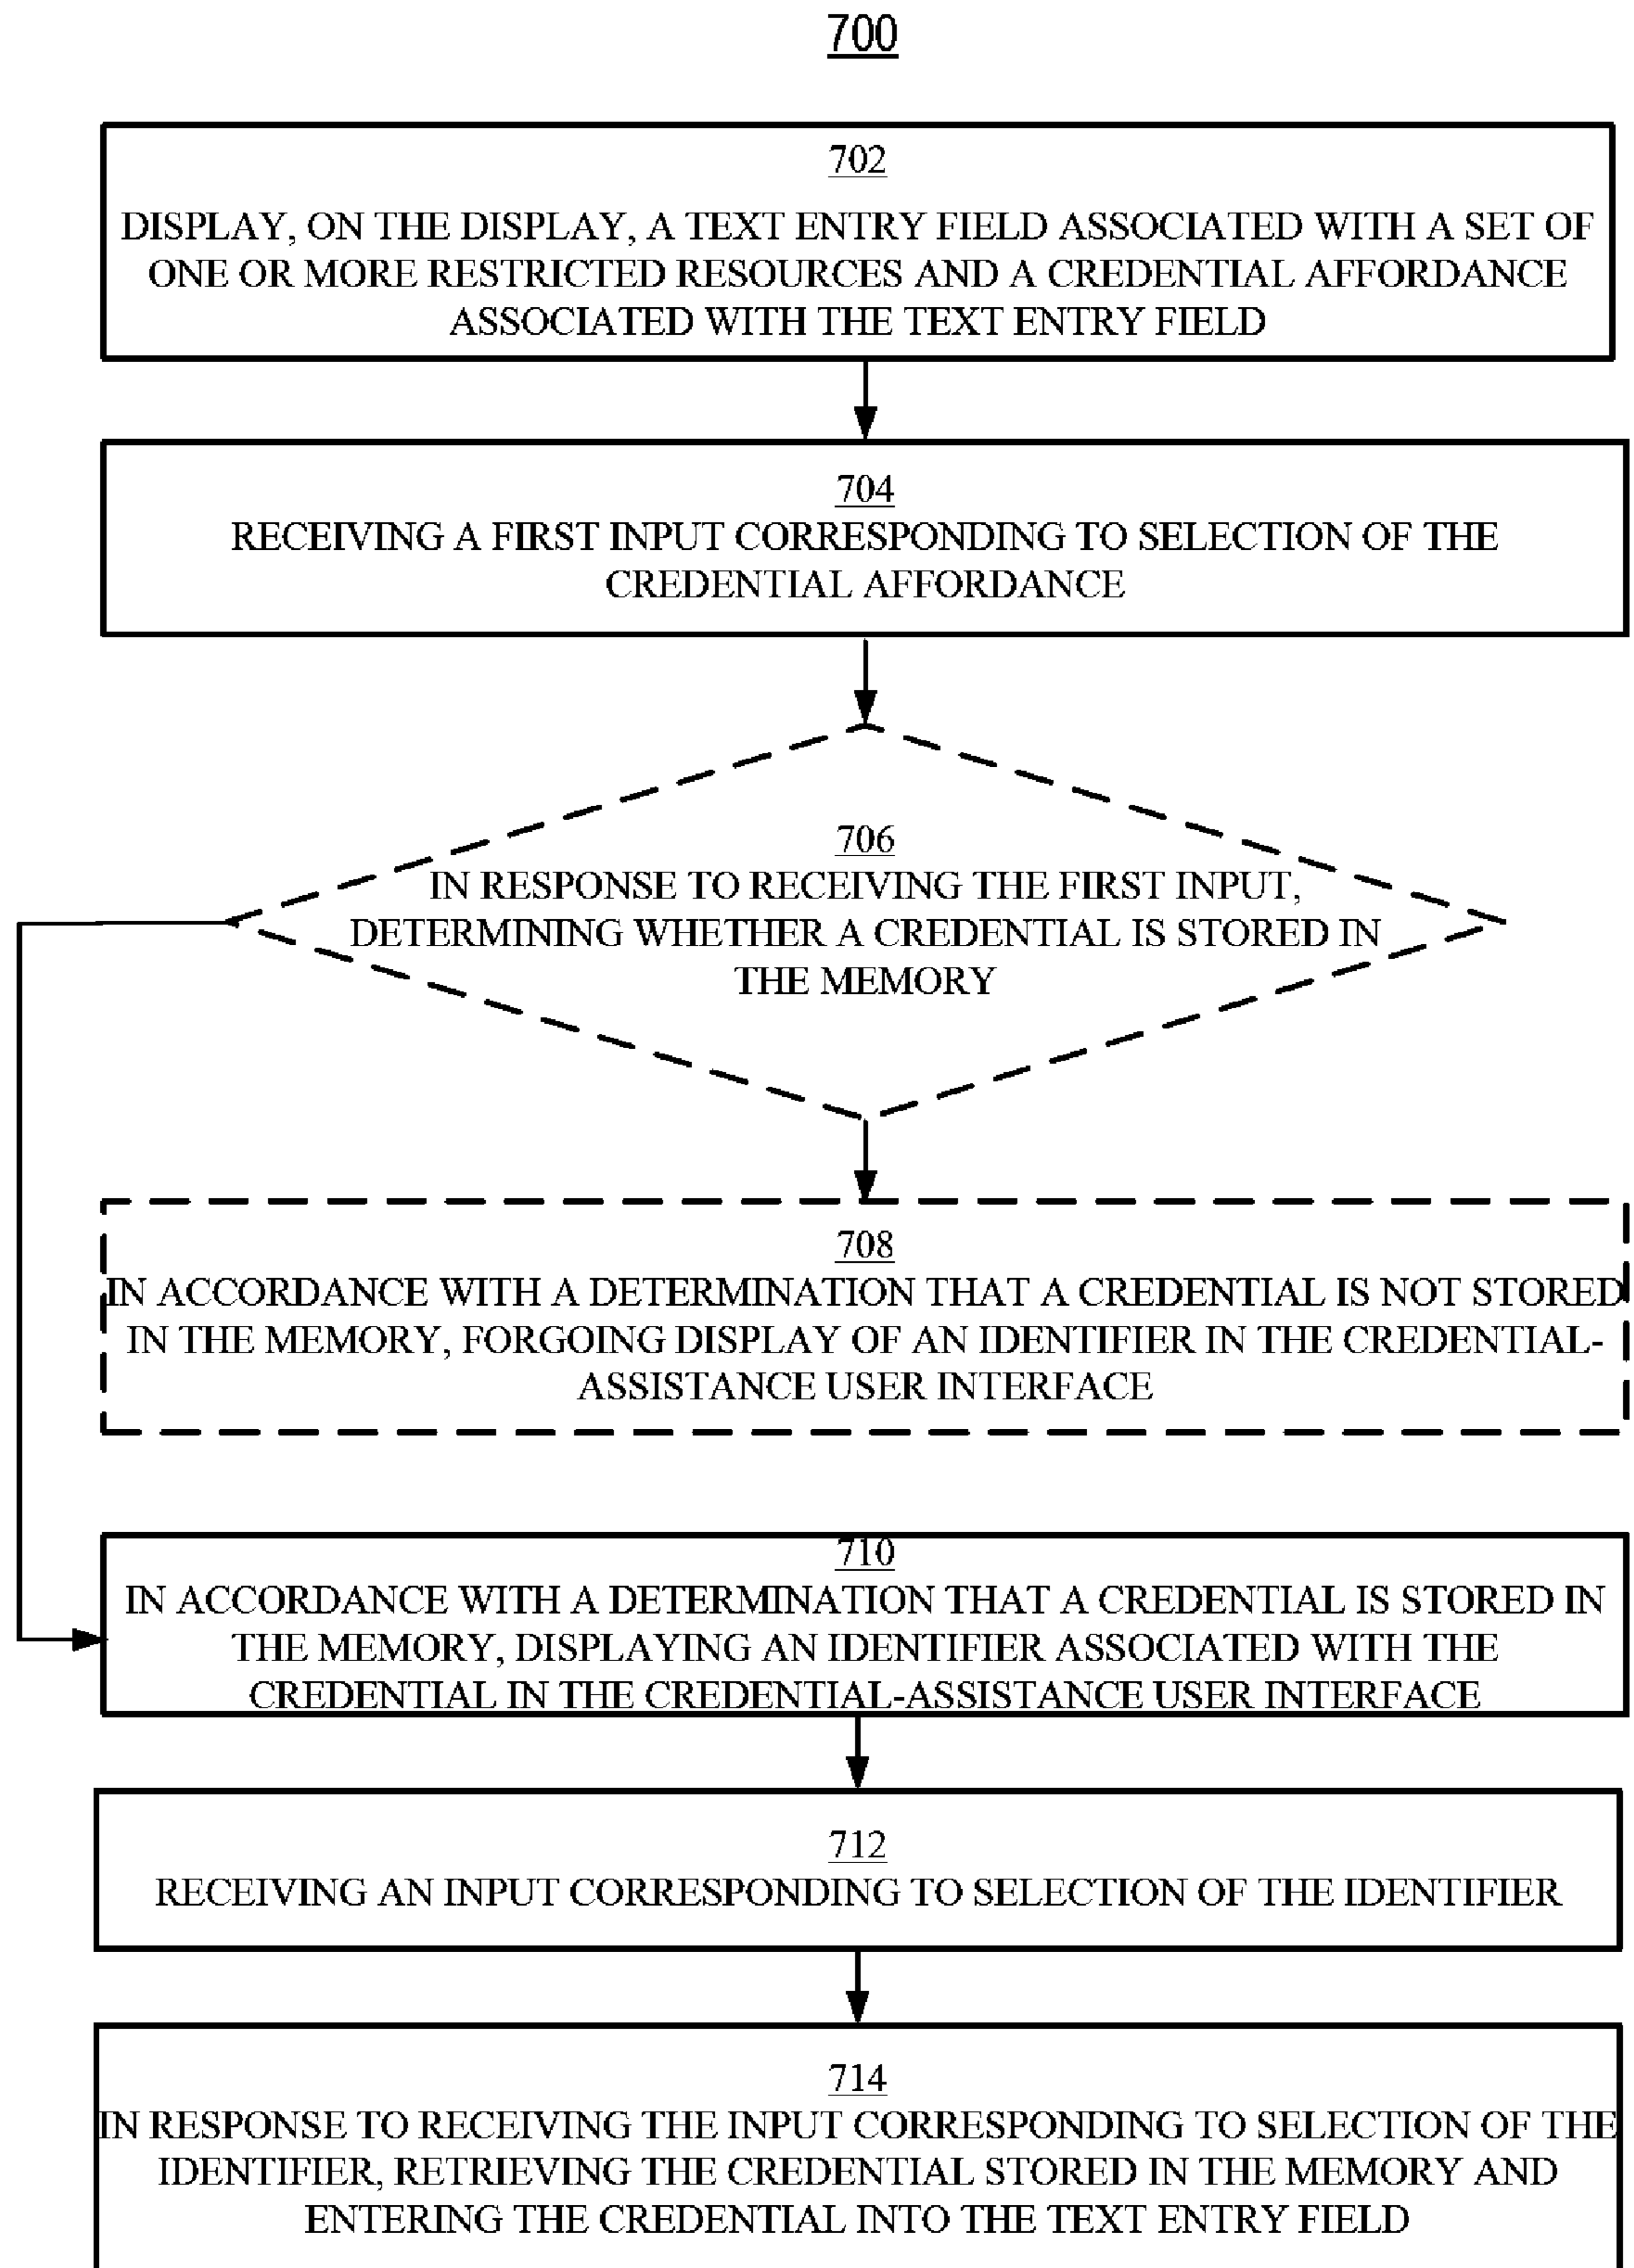 700
702
DISPLAY, ON THE DISPLAY, A TEXT ENTRY FIELD ASSOCIATED WITH A SET OF
ONE OR MORE RESTRICTED RESOURCES AND A CREDENTIAL AFFORDANCE
ASSOCIATED WITH THE TEXT ENTRY FIELD
704
RECEIVING A FIRST INPUT CORRESPONDING TO SELECTION OF THE
CREDENTIAL AFFORDANCE
706
IN RESPONSE TO RECEIVING THE FIRST INPUT,
DETERMINING WHETHER A CREDENTIAL IS STORED IN
THE MEMORY
708
IN ACCORDANCE WITH A DETERMINATION THAT A CREDENTIAL IS NOT STORED
IN THE MEMORY, FORGOING DISPLAY OF AN IDENTIFIER IN THE CREDENTIAL-
ASSISTANCE USER INTERFACE
710
IN ACCORDANCE WITH A DETERMINATION THAT A CREDENTIAL IS STORED IN
THE MEMORY, DISPLAYING AN IDENTIFIER ASSOCIATED WITH THE
CREDENTIAL IN THE CREDENTIAL-ASSISTANCE USER INTERFACE
712
RECEIVING AN INPUT CORRESPONDING TO SELECTION OF THE IDENTIFIER
714
IN RESPONSE TO RECEIVING THE INPUT CORRESPONDING TO SELECTION OF THE
IDENTIFIER, RETRIEVING THE CREDENTIAL STORED IN THE MEMORY AND
ENTERING THE CREDENTIAL INTO THE TEXT ENTRY FIELD